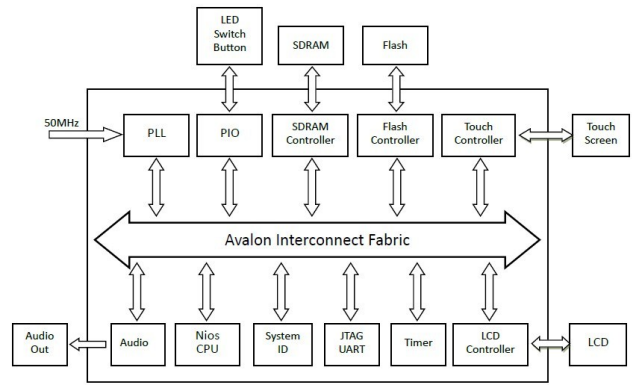 LED
Switch
Button
SDRAM
Flash
50MHz
PLL
PIO
SDRAM
Controller
Flash
Controller
Touch
Controller
Touch
Screen
Avalon Interconnect Fabric
Audio
Out
Audio
Nios
CPU
System
ID
JTAG
UART
Timer
LCD
Controller
LCD